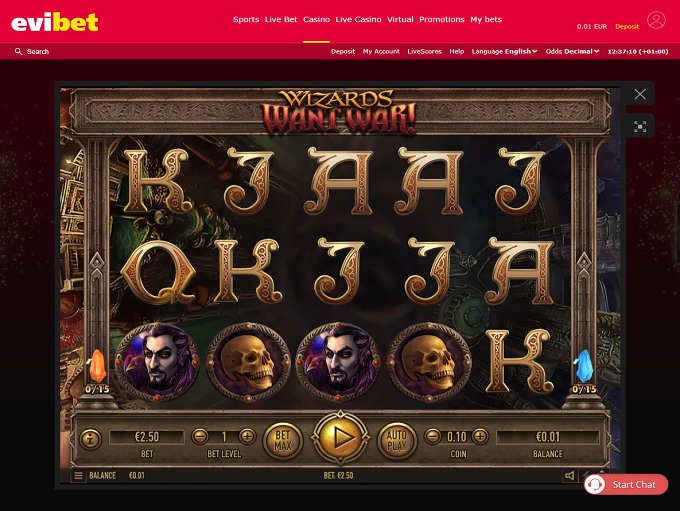 evibet
Sports Live Bet Casino Live Casino Virtual Promotions My bets
0.01 EUR Deposit
Search
Deposit My Account LiveScores Help Language English Odds Decimal 12:37:10 (+01:00)
WIZARDS
WANT WAR!
K J A A J
Q K J J A
K
0/15 0/15
€2.50 1 BET MAX AUTO PLAY 0.10 €0.01
BET BET LEVEL COIN BALANCE
BALANCE €0.01 BET: €2.50
Start Chat